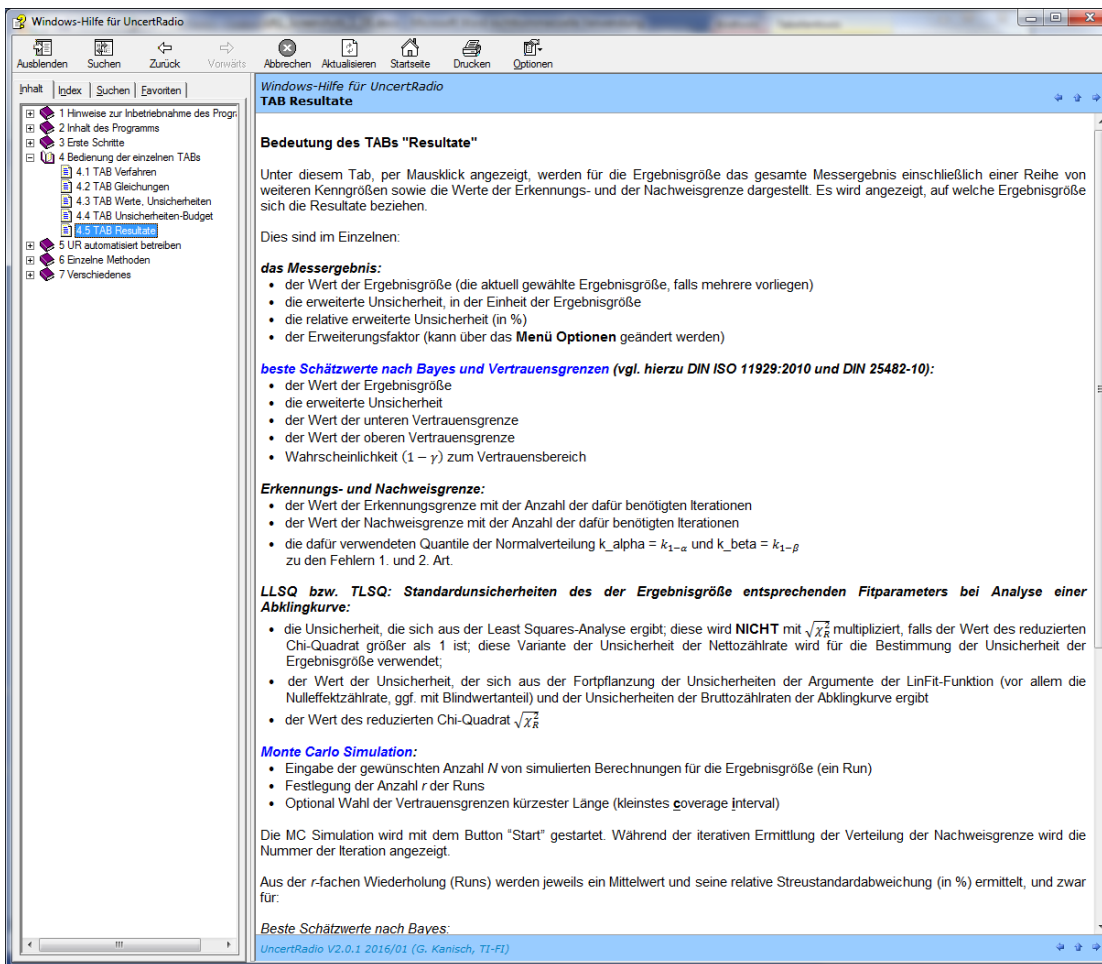 Windows-Hilfe für UncertRadio
Ausblenden Suchen Zurück Vorwärts Abbrechen Aktualisieren Startseite Drucken Optionen
Inhalt Index Suchen Favoriten
1 Hinweise zur Inbetriebnahme des Progr
2 Inhalt des Programms
3 Erste Schritte
4 Bedienung der einzelnen TABs
4.1 TAB Verfahren
4.2 TAB Gleichungen
4.3 TAB Werte, Unsicherheiten
4.4 TAB Unsicherheiten-Budget
4.5 TAB Resultate
5 UR automatisiert betreiben
6 Einzelne Methoden
7 Verschiedenes
Windows-Hilfe für UncertRadio
TAB Resultate
Bedeutung des TABs "Resultate"
Unter diesem Tab, per Mausklick angezeigt, werden für die Ergebnisgröße das gesamte Messergebnis einschließlich einer Reihe von
weiteren Kenngrößen sowie die Werte der Erkennungs- und der Nachweisgrenze dargestellt. Es wird angezeigt, auf welche Ergebnisgröße
sich die Resultate beziehen.
Dies sind im Einzelnen:
das Messergebnis:
• der Wert der Ergebnisgröße (die aktuell gewählte Ergebnisgröße, falls mehrere vorliegen)
• die erweiterte Unsicherheit, in der Einheit der Ergebnisgröße
• die relative erweiterte Unsicherheit (in %)
• der Erweiterungsfaktor (kann über das Menü Optionen geändert werden)
beste Schätzwerte nach Bayes und Vertrauensgrenzen (vgl. hierzu DIN ISO 11929:2010 und DIN 25482-10):
• der Wert der Ergebnisgröße
• die erweiterte Unsicherheit
• der Wert der unteren Vertrauensgrenze
• der Wert der oberen Vertrauensgrenze
• Wahrscheinlichkeit (1 − γ) zum Vertrauensbereich
Erkennungs- und Nachweisgrenze:
• der Wert der Erkennungsgrenze mit der Anzahl der dafür benötigten Iterationen
• der Wert der Nachweisgrenze mit der Anzahl der dafür benötigten Iterationen
• die dafür verwendeten Quantile der Normalverteilung k_alpha = k₁₋α und k_beta = k₁₋β
zu den Fehlern 1. und 2. Art.
LLSQ bzw. TLSQ: Standardunsicherheiten des der Ergebnisgröße entsprechenden Fitparameters bei Analyse einer
Abklingkurve:
• die Unsicherheit, die sich aus der Least Squares-Analyse ergibt; diese wird NICHT mit √χ²R multipliziert, falls der Wert des reduzierten
Chi-Quadrat größer als 1 ist; diese Variante der Unsicherheit der Nettozählrate wird für die Bestimmung der Unsicherheit der
Ergebnisgröße verwendet;
• der Wert der Unsicherheit, der sich aus der Fortpflanzung der Unsicherheiten der Argumente der LinFit-Funktion (vor allem die
Nulleffektzählrate, ggf. mit Blindwertanteil) und der Unsicherheiten der Bruttozählraten der Abklingkurve ergibt
• der Wert des reduzierten Chi-Quadrat √χ²R
Monte Carlo Simulation:
• Eingabe der gewünschten Anzahl N von simulierten Berechnungen für die Ergebnisgröße (ein Run)
• Festlegung der Anzahl r der Runs
• Optional Wahl der Vertrauensgrenzen kürzester Länge (kleinstes coverage interval)
Die MC Simulation wird mit dem Button "Start" gestartet. Während der iterativen Ermittlung der Verteilung der Nachweisgrenze wird die
Nummer der Iteration angezeigt.
Aus der r-fachen Wiederholung (Runs) werden jeweils ein Mittelwert und seine relative Streustandardabweichung (in %) ermittelt, und zwar
für:
Beste Schätzwerte nach Bayes:
UncertRadio V2.0.1 2016/01 (G. Kanisch, TI-FI)